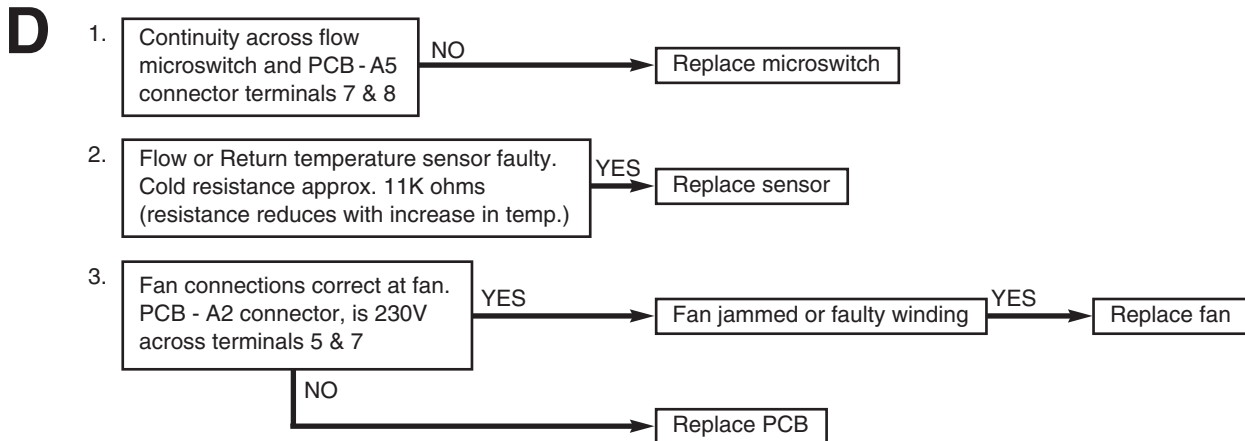 D
1.
Continuity across flow
microswitch and PCB - A5
connector terminals 7 & 8
NO
Replace microswitch
2.
Flow or Return temperature sensor faulty.
Cold resistance approx. 11K ohms
(resistance reduces with increase in temp.)
YES
Replace sensor
3.
Fan connections correct at fan.
PCB - A2 connector, is 230V
across terminals 5 & 7
YES
Fan jammed or faulty winding
YES
Replace fan
NO
Replace PCB